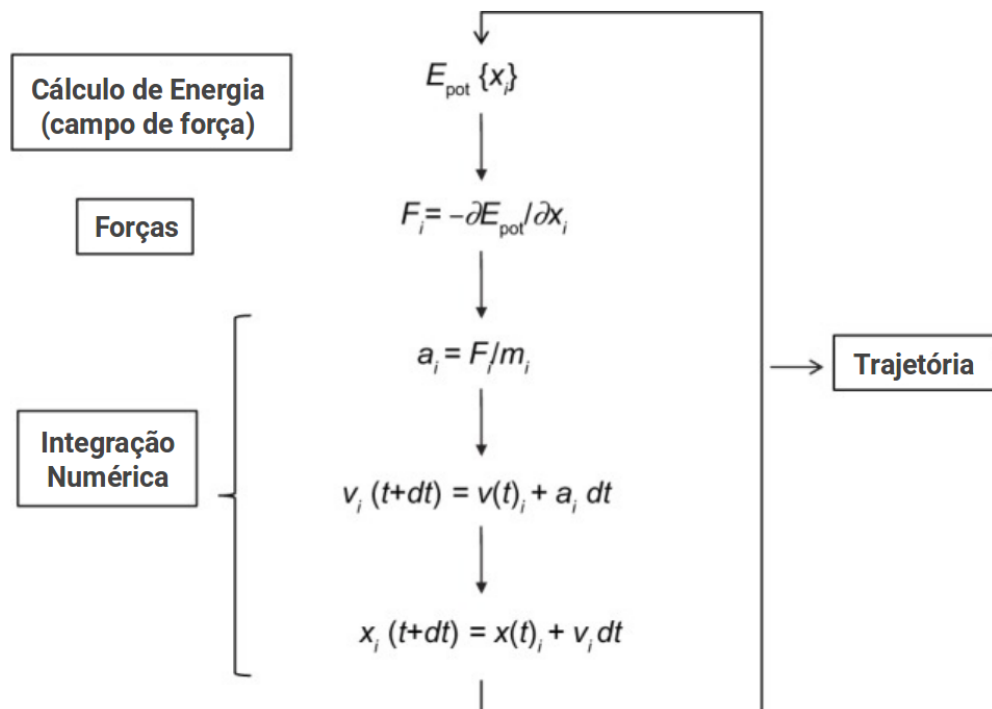 Cálculo de Energia
(campo de força)
E_pot {x_i}
Forças
F_i = –∂E_pot/∂x_i
a_i = F_i/m_i
Trajetória
Integração
Numérica
v_i (t+dt) = v(t)_i + a_i dt
x_i (t+dt) = x(t)_i + v_i dt